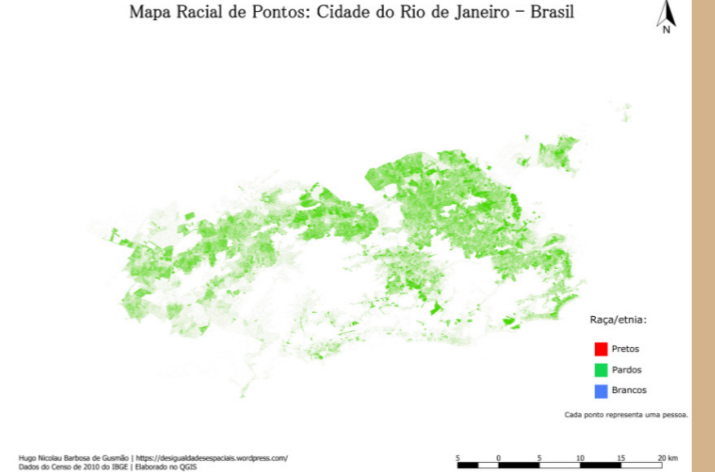 Mapa Racial de Pontos: Cidade do Rio de Janeiro – Brasil
N
Raça/etnia:
Pretos
Pardos
Brancos
Cada ponto representa uma pessoa.
Hugo Nicolau Barbosa de Gusmão | https://desigualdadesespaciais.wordpress.com/
Dados do Censo de 2010 do IBGE | Elaborado no QGIS
5 0 5 10 15 20 km